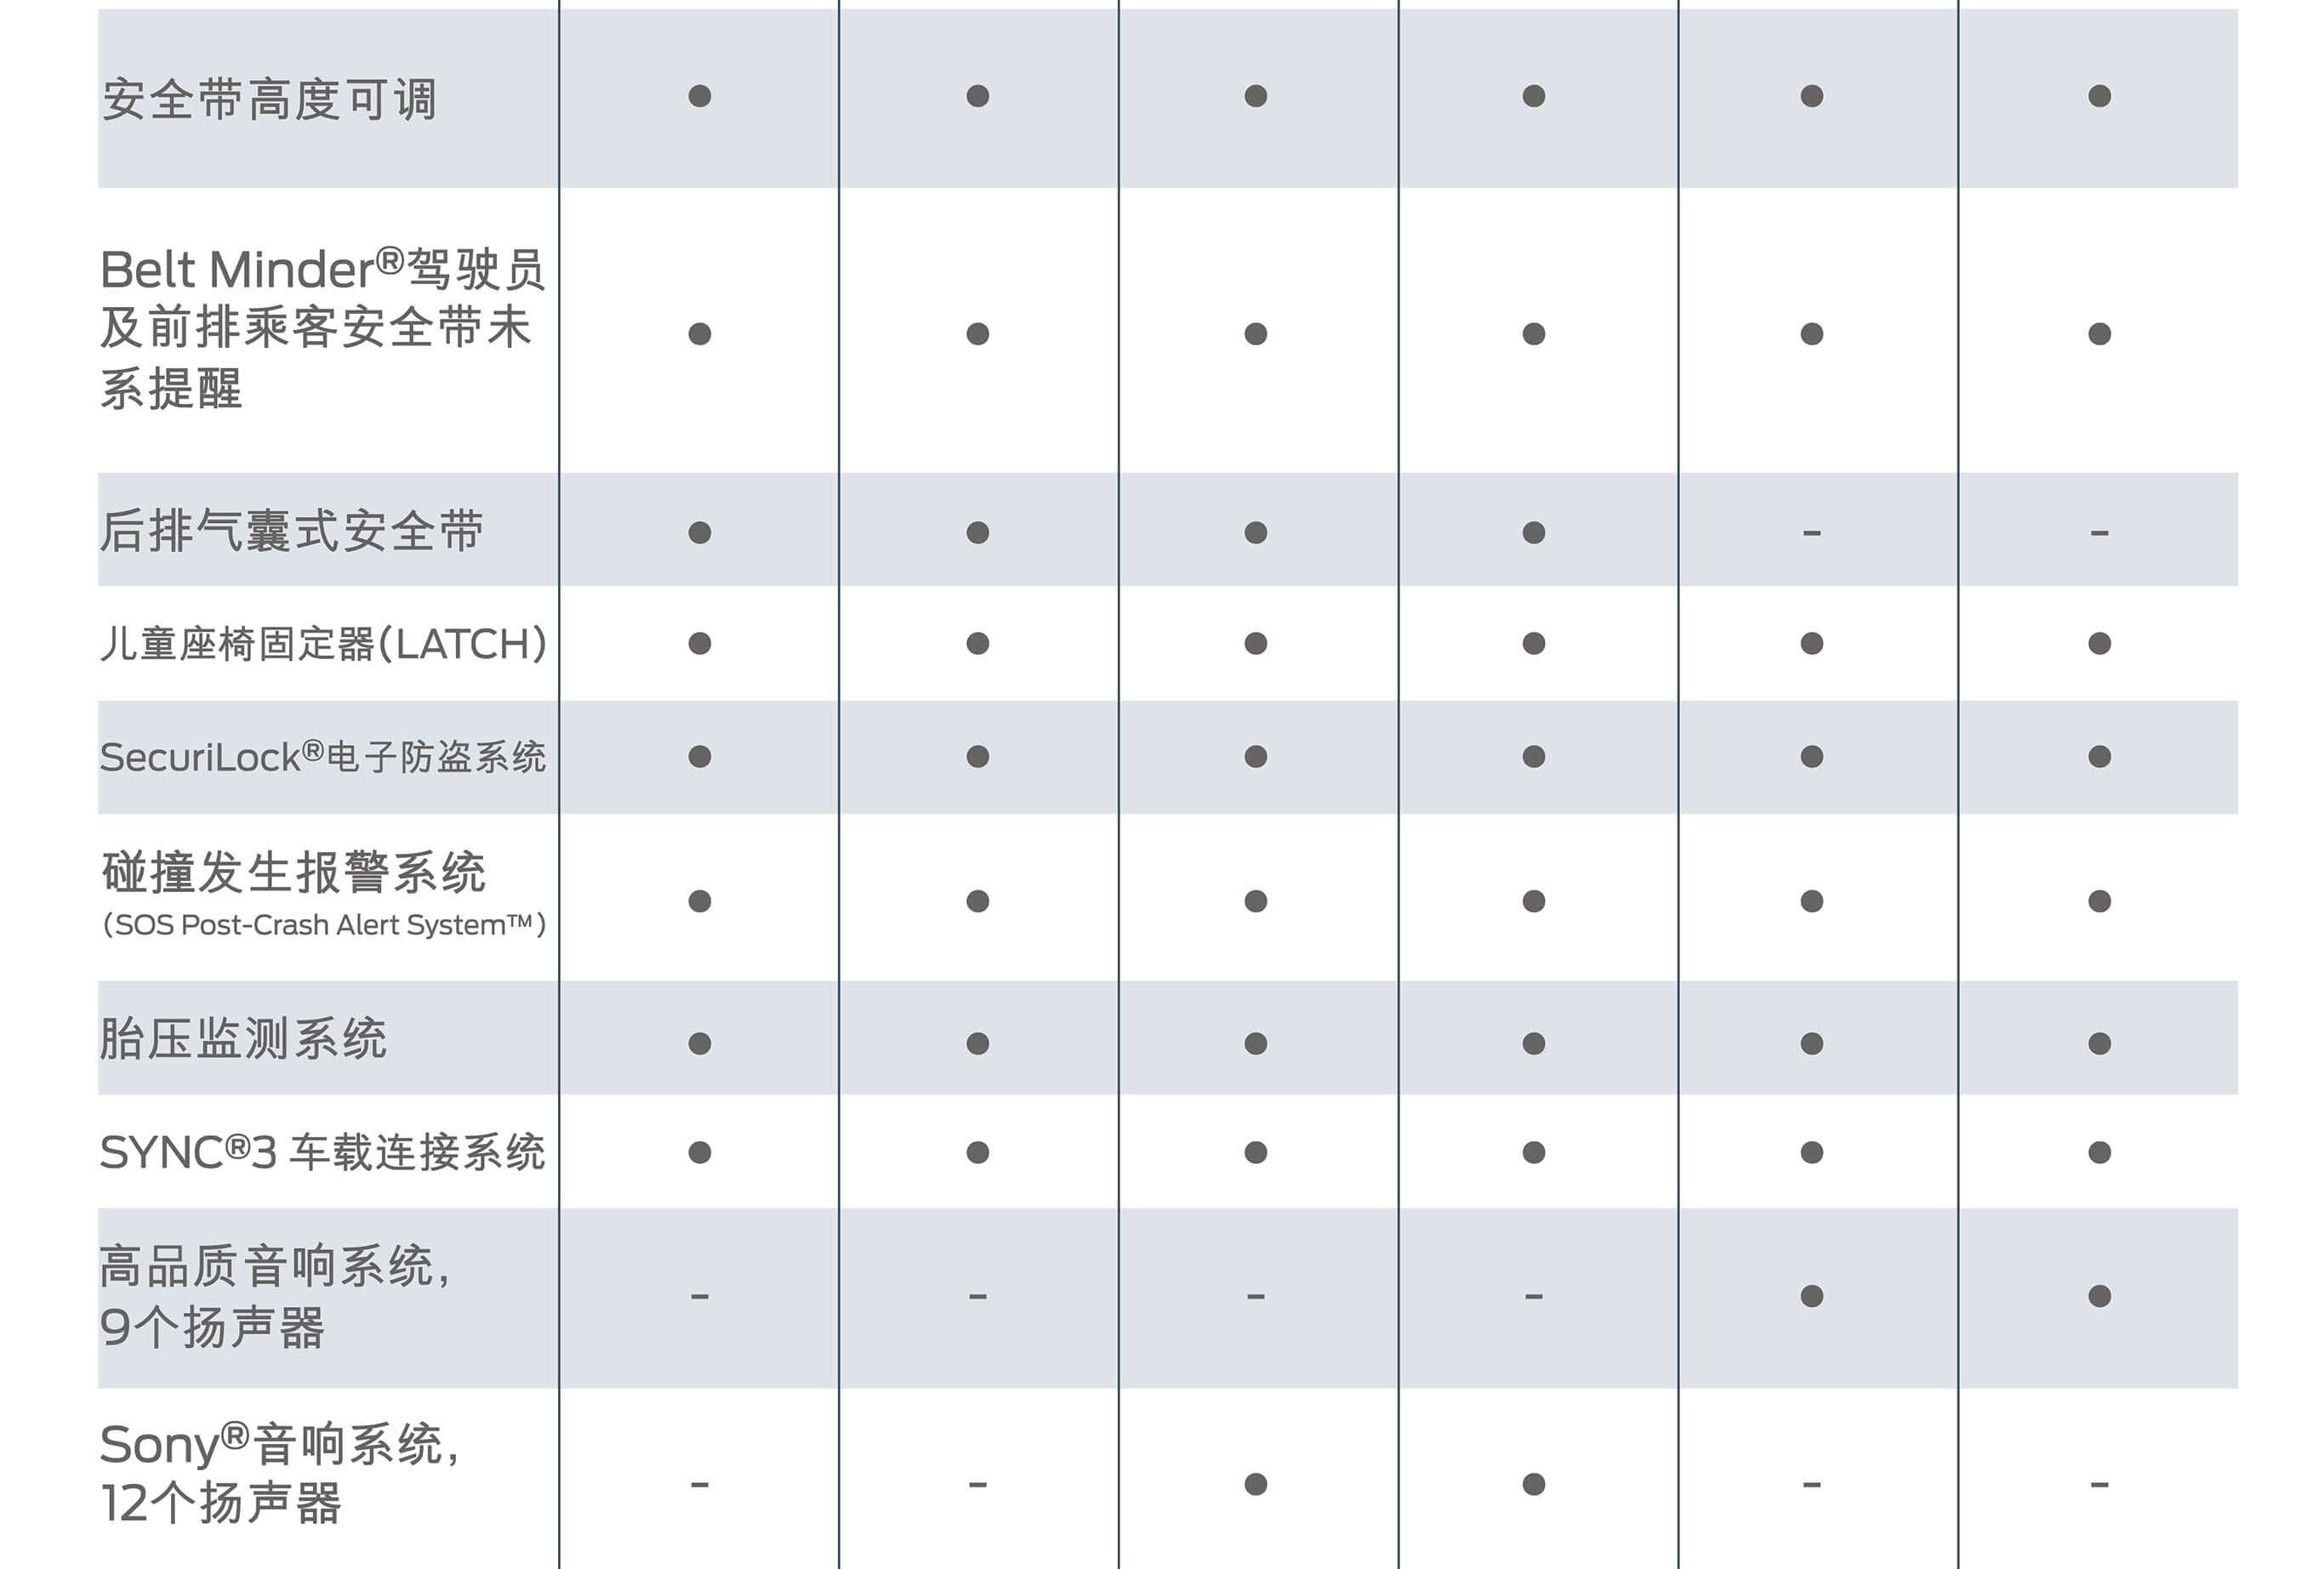 安全带高度可调 ● ● ● ● ● ●
Belt Minder®驾驶员
及前排乘客安全带未 ● ● ● ● ● ●
系提醒
后排气囊式安全带 ● ● ● ● - -
儿童座椅固定器(LATCH) ● ● ● ● ● ●
SecuriLock®电子防盗系统 ● ● ● ● ● ●
碰撞发生报警系统
(SOS Post-Crash Alert System™) ● ● ● ● ● ●
胎压监测系统 ● ● ● ● ● ●
SYNC®3 车载连接系统 ● ● ● ● ● ●
高品质音响系统,
9个扬声器 - - - - ● ●
Sony®音响系统,
12个扬声器 - - ● ● - -